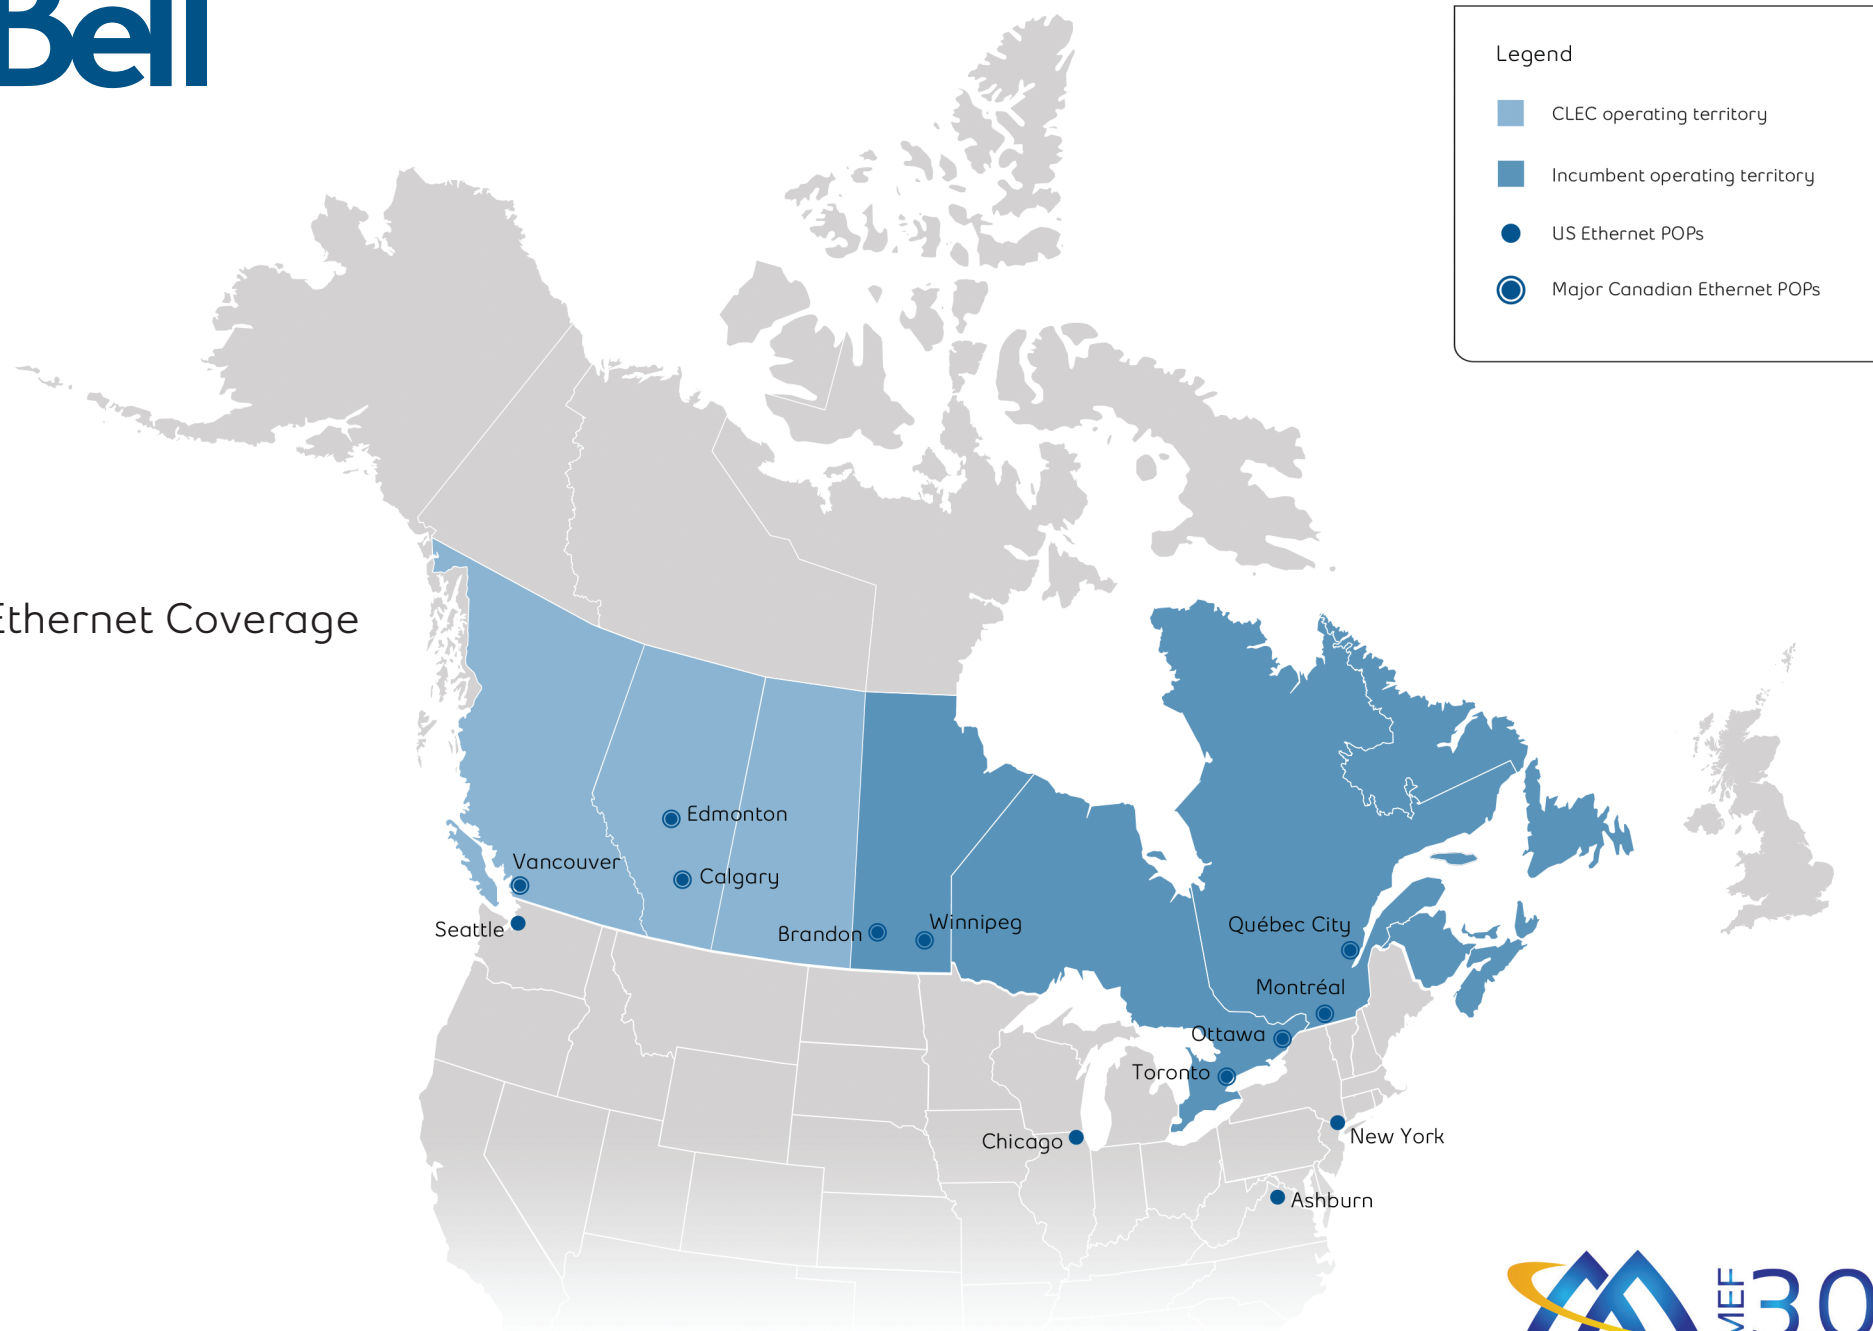 Bell
Legend
CLEC operating territory
Incumbent operating territory
US Ethernet POPs
Major Canadian Ethernet POPs
Ethernet Coverage
Edmonton
Vancouver
Calgary
Seattle
Brandon
Winnipeg
Québec City
Montréal
Ottawa
Toronto
Chicago
New York
Ashburn
MEF
30